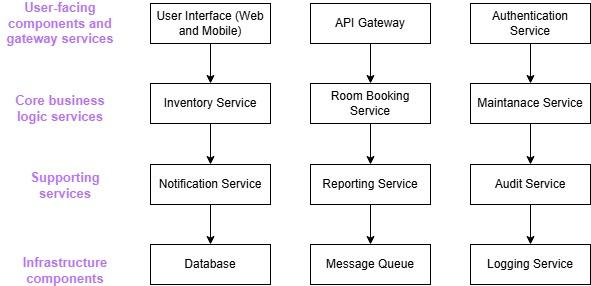 User-facing
components and
gateway services
User Interface (Web
and Mobile)
API Gateway
Authentication
Service
Core business
logic services
Inventory Service
Room Booking
Service
Maintanace Service
Supporting
services
Notification Service
Reporting Service
Audit Service
Infrastructure
components
Database
Message Queue
Logging Service